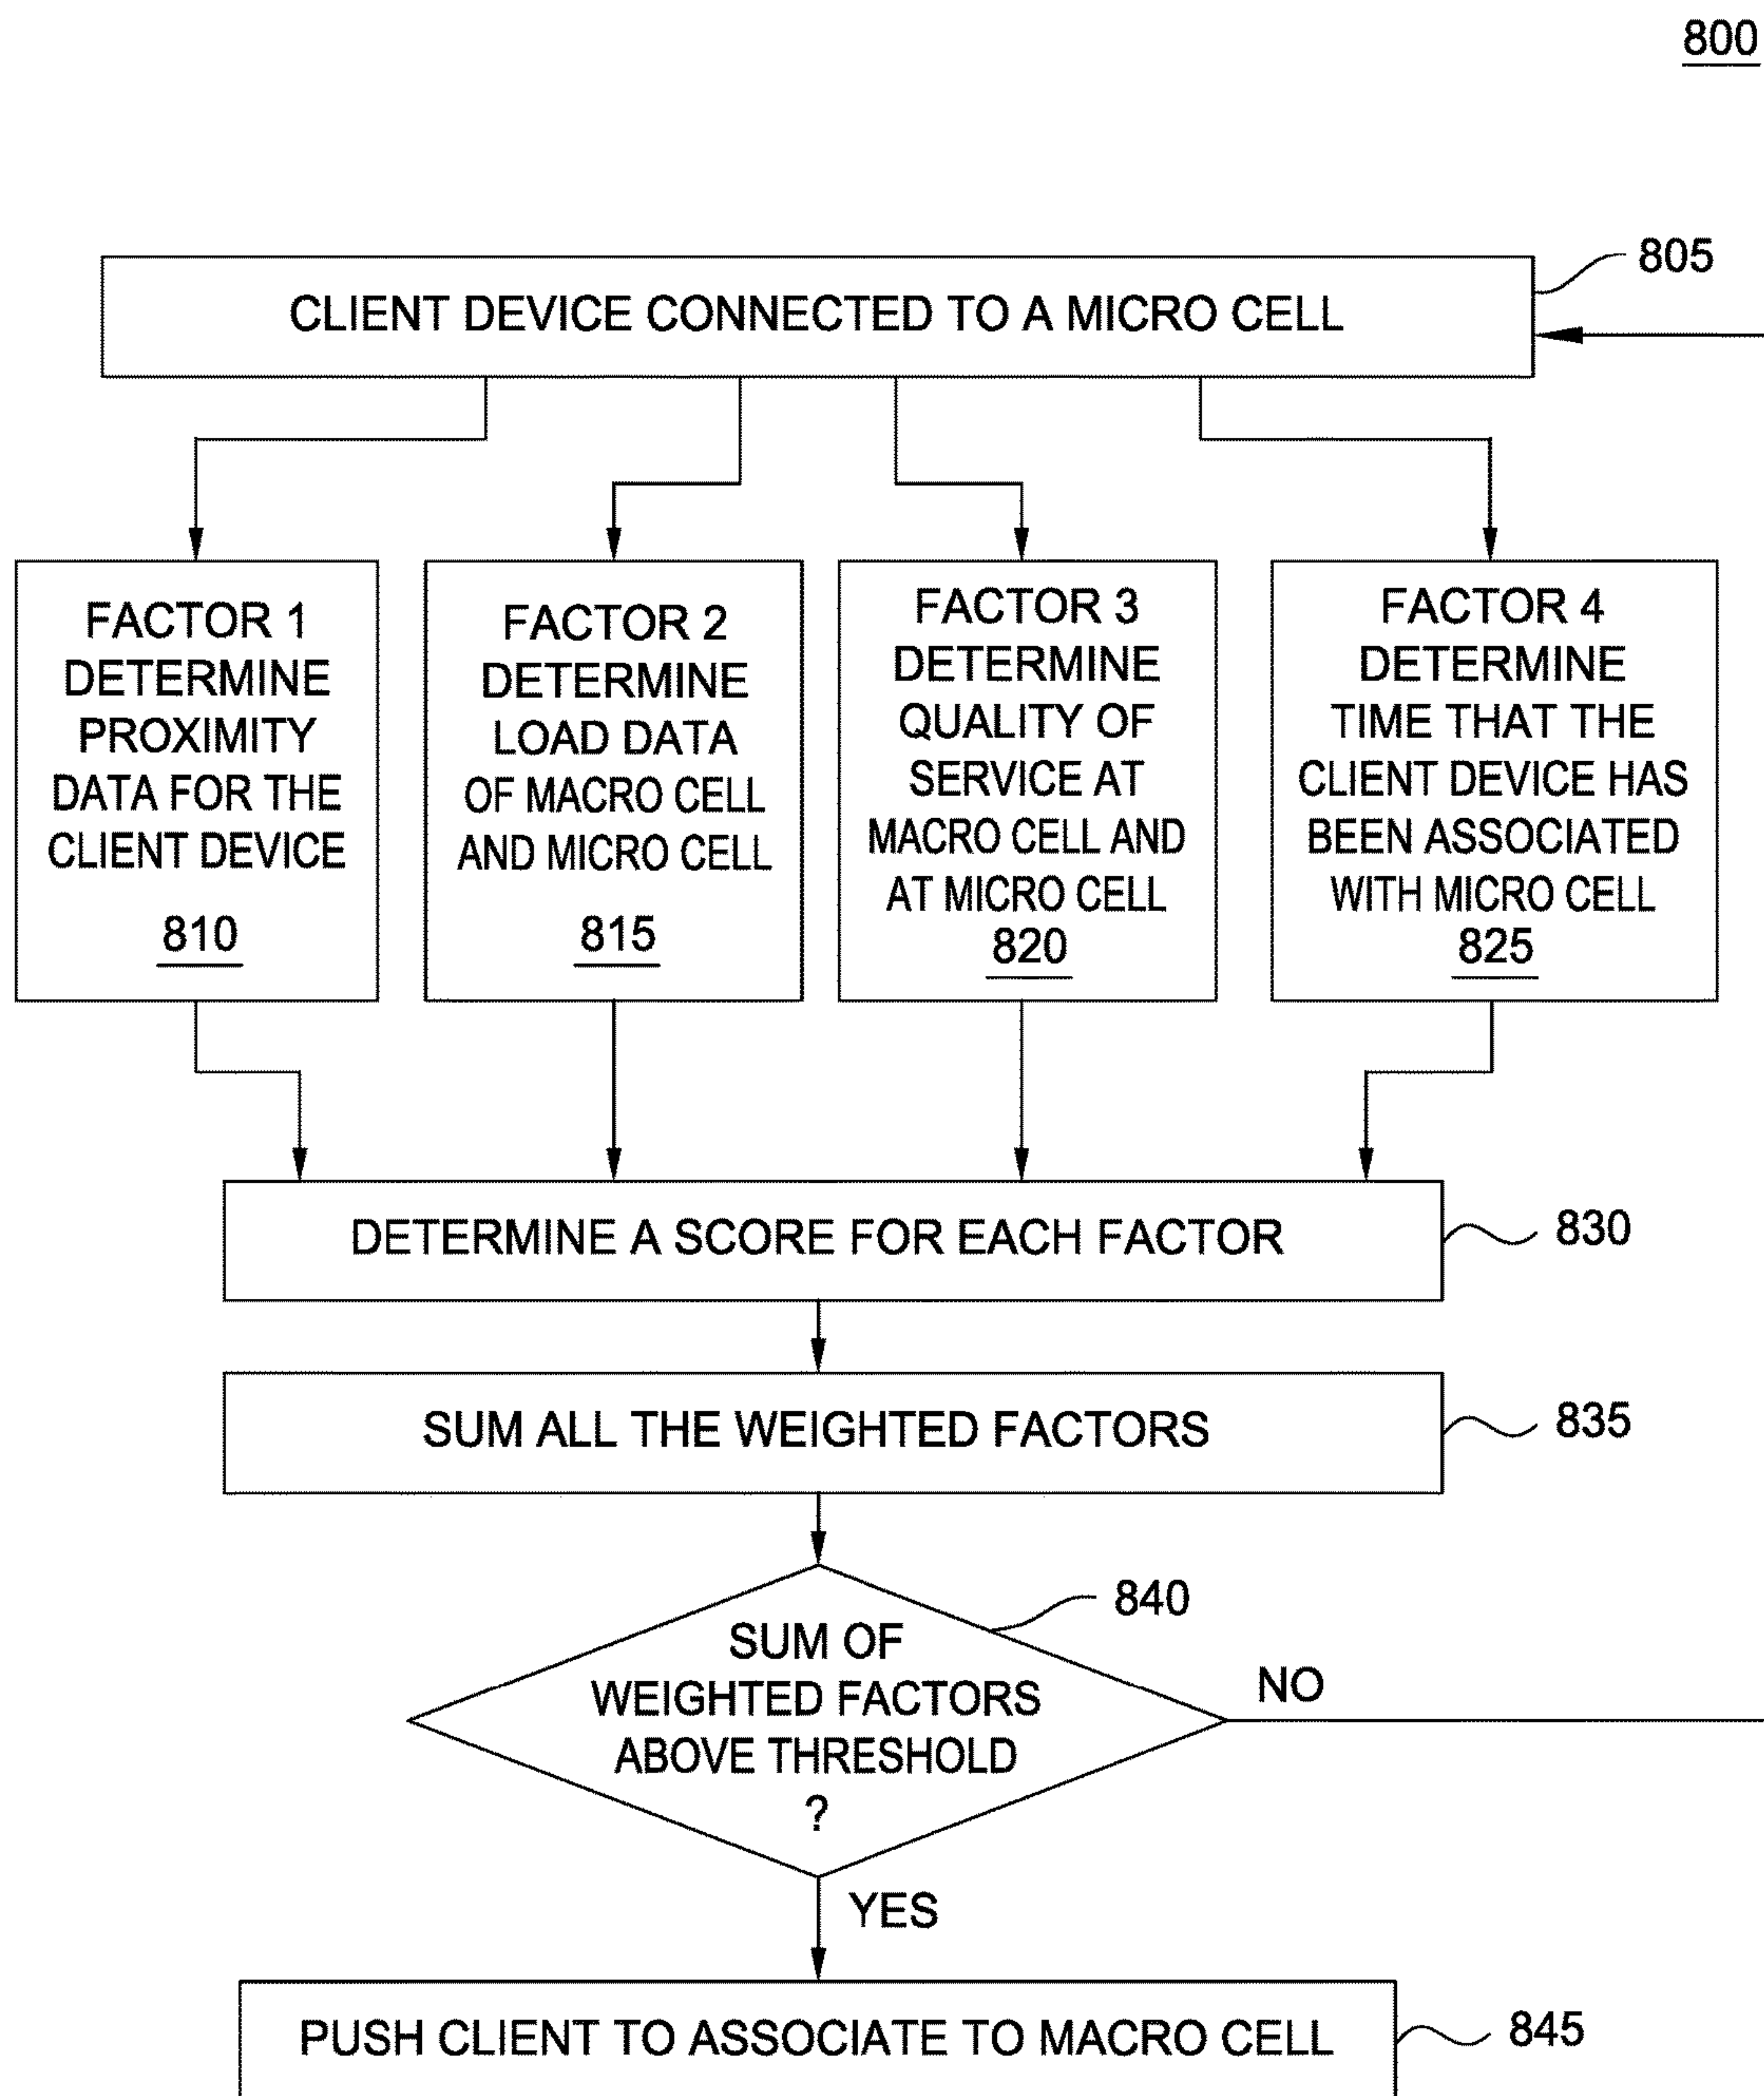 800
805
CLIENT DEVICE CONNECTED TO A MICRO CELL
FACTOR 1
DETERMINE
PROXIMITY
DATA FOR THE
CLIENT DEVICE
810
FACTOR 2
DETERMINE
LOAD DATA
OF MACRO CELL
AND MICRO CELL
815
FACTOR 3
DETERMINE
QUALITY OF
SERVICE AT
MACRO CELL AND
AT MICRO CELL
820
FACTOR 4
DETERMINE
TIME THAT THE
CLIENT DEVICE HAS
BEEN ASSOCIATED
WITH MICRO CELL
825
DETERMINE A SCORE FOR EACH FACTOR
830
SUM ALL THE WEIGHTED FACTORS
835
840
SUM OF
WEIGHTED FACTORS
ABOVE THRESHOLD
?
NO
YES
PUSH CLIENT TO ASSOCIATE TO MACRO CELL
845